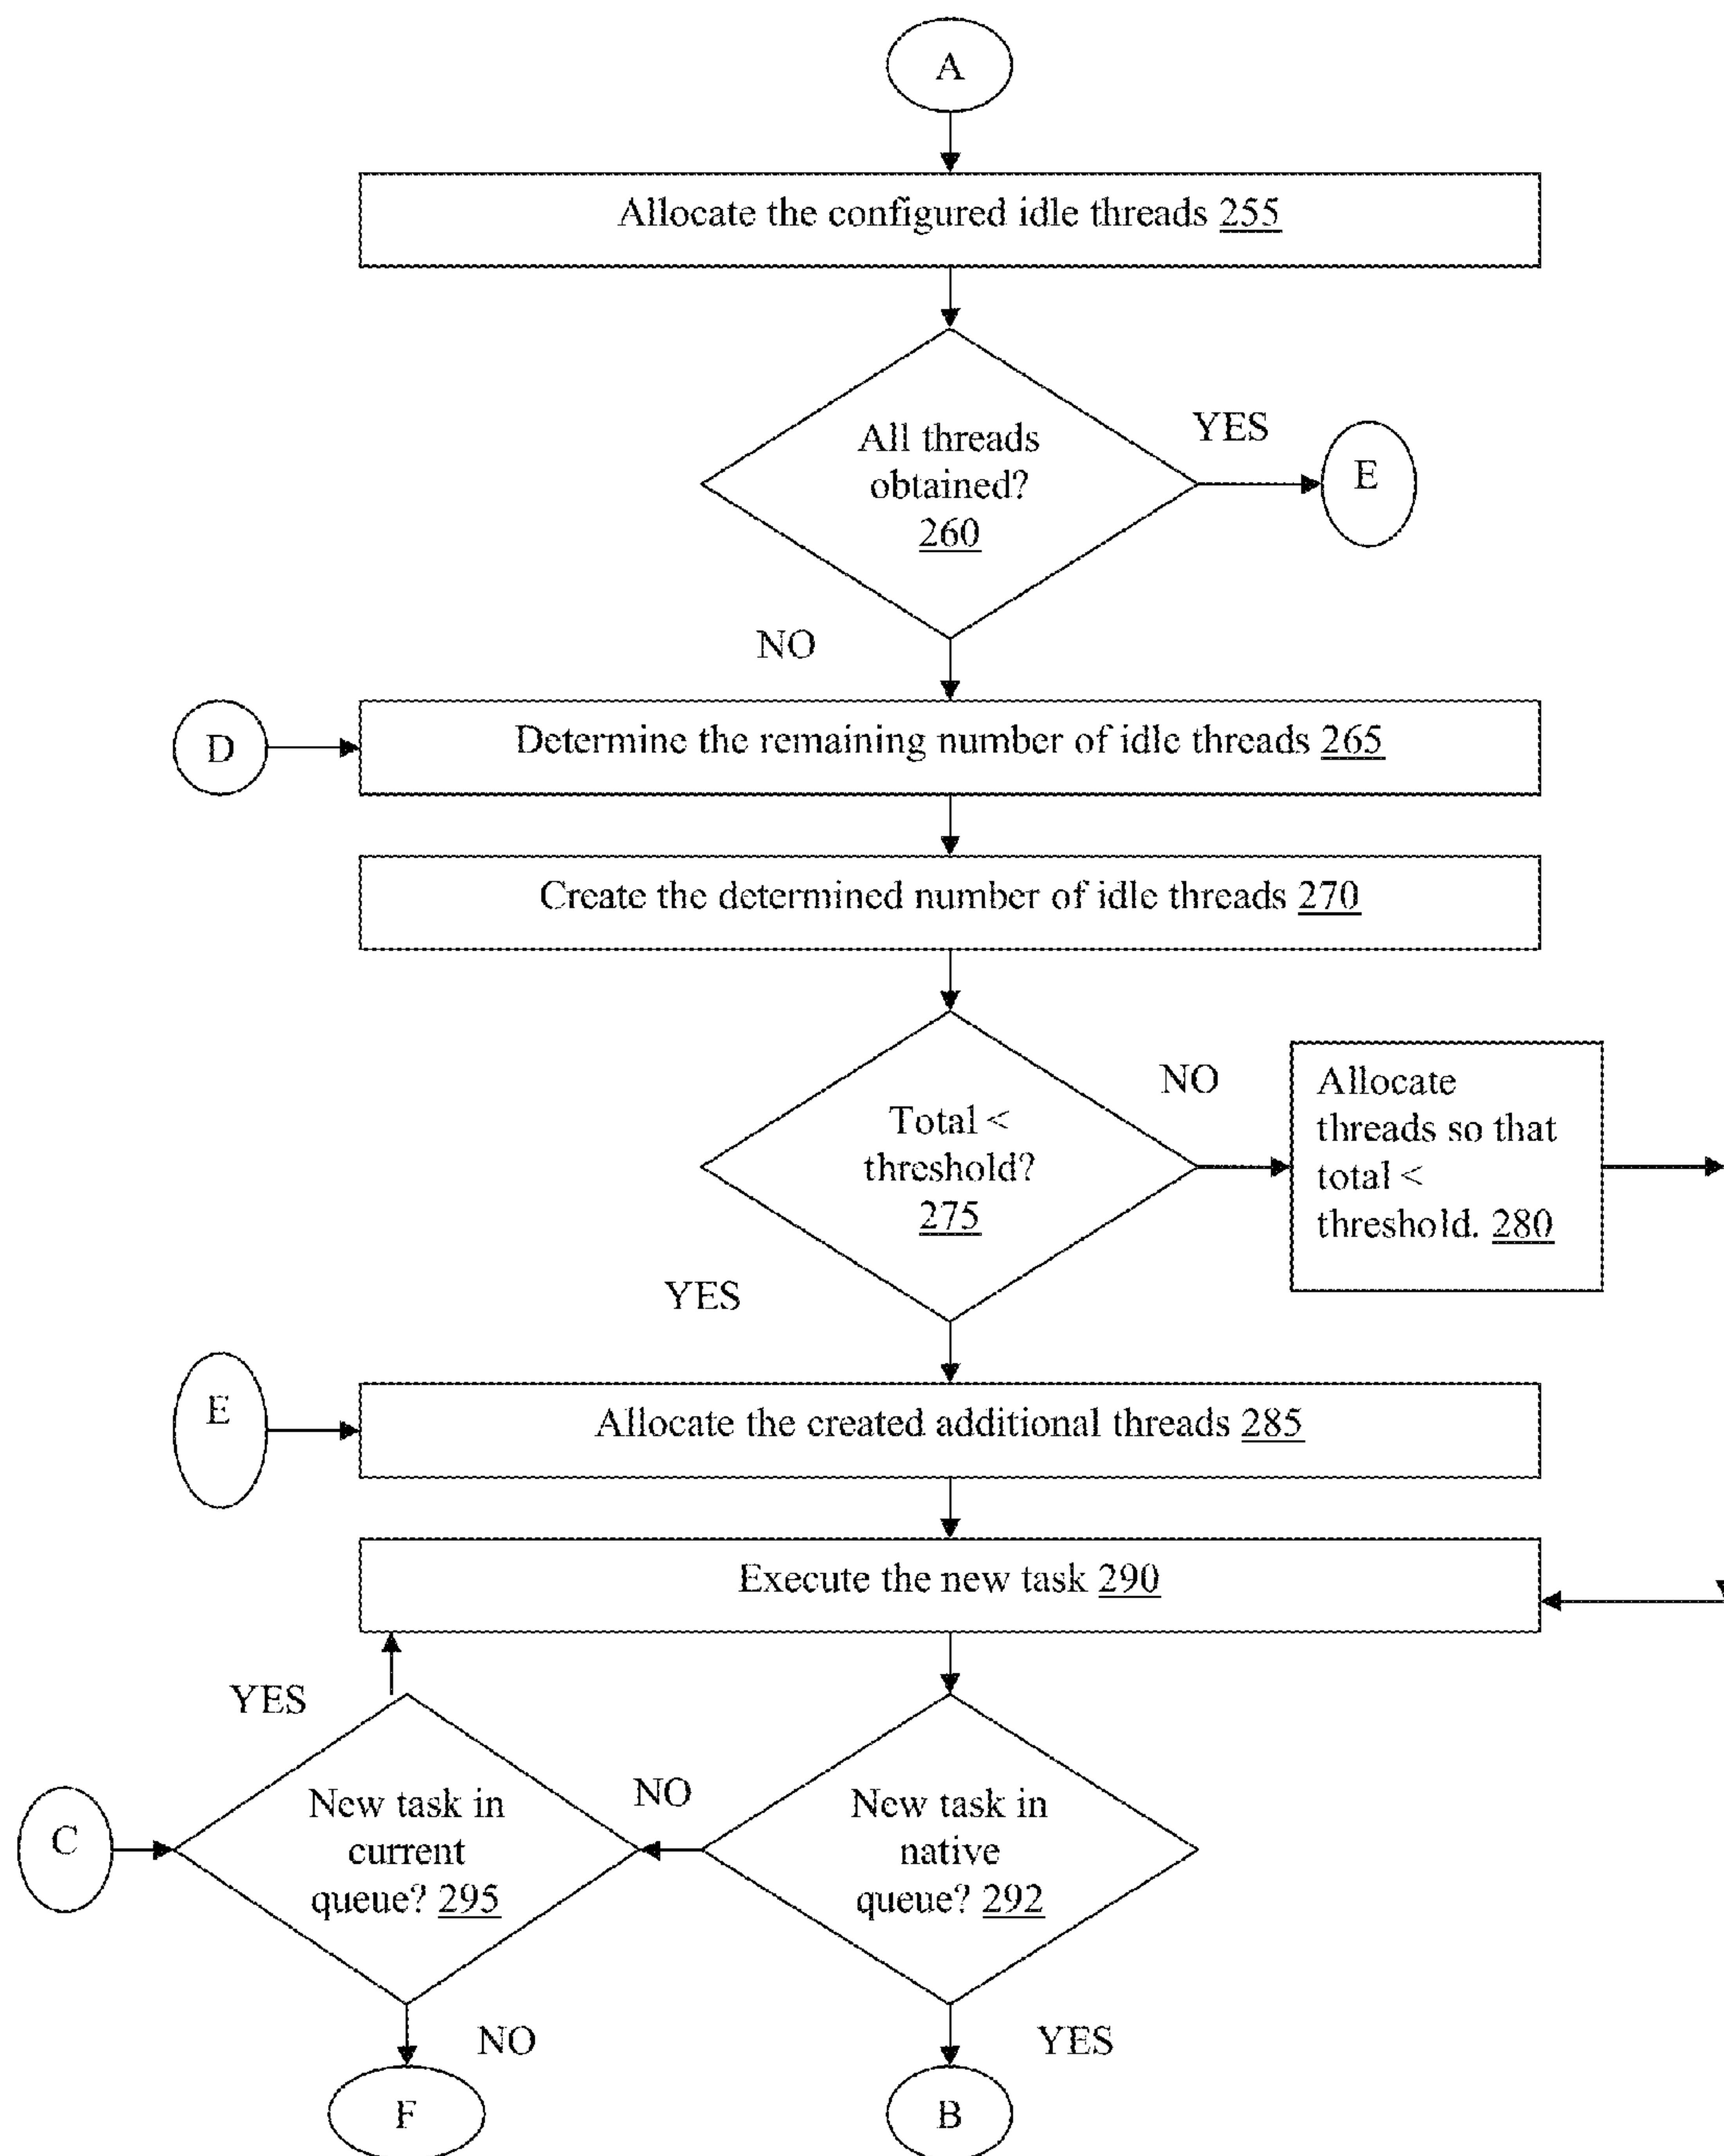 A
Allocate the configured idle threads 255
All threads
obtained?
260
YES
E
NO
D
Determine the remaining number of idle threads 265
Create the determined number of idle threads 270
Total <
threshold?
275
NO
Allocate
threads so that
total <
threshold. 280
YES
E
Allocate the created additional threads 285
Execute the new task 290
YES
C
New task in
current
queue? 295
NO
New task in
native
queue? 292
NO
YES
F
B